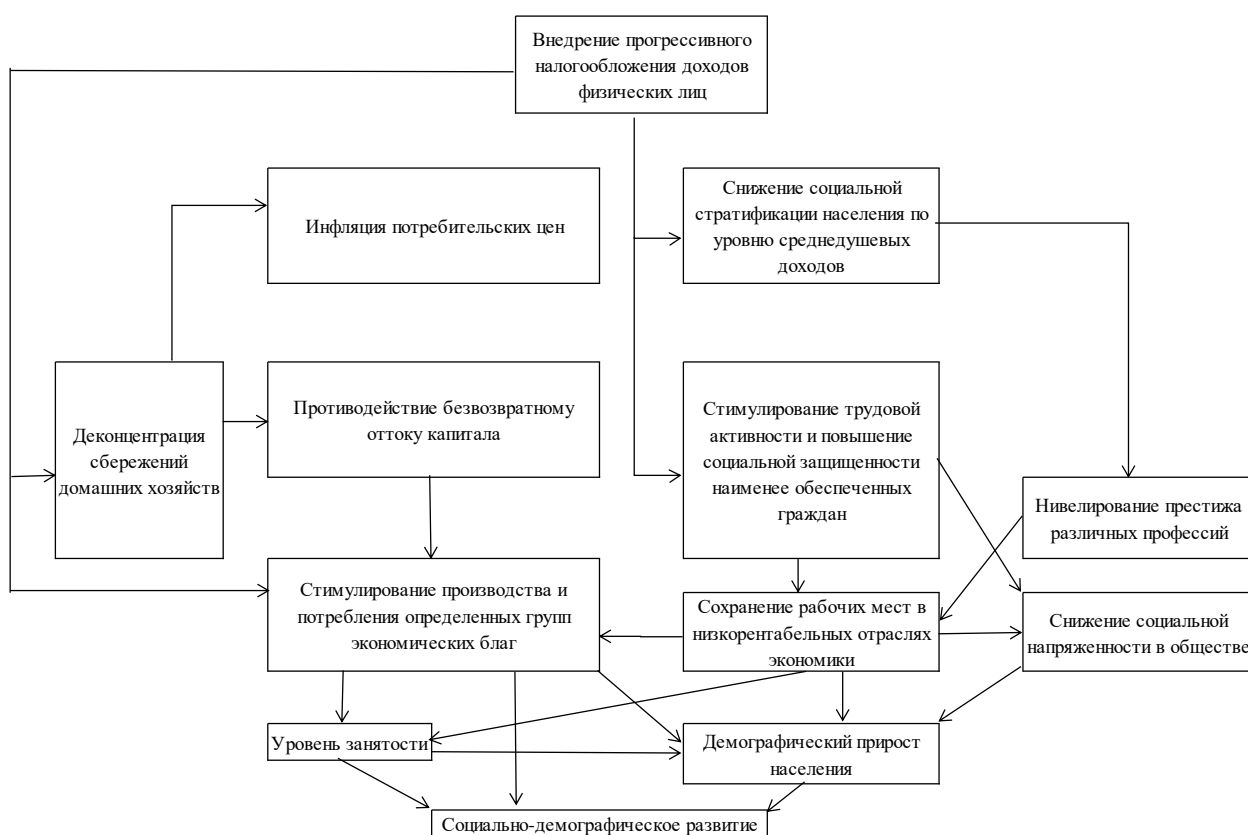 Внедрение прогрессивного
налогообложения доходов
физических лиц
Инфляция потребительских цен
Снижение социальной
стратификации населения по
уровню среднедушевых
доходов
Деконцентрация
сбережений
домашних хозяйств
Противодействие безвозвратному
оттоку капитала
Стимулирование трудовой
активности и повышение
социальной защищенности
наименее обеспеченных
граждан
Нивелирование престижа
различных профессий
Стимулирование производства и
потребления определенных групп
экономических благ
Сохранение рабочих мест в
низкорентабельных отраслях
экономики
Снижение социальной
напряженности в обществе
Уровень занятости
Демографический прирост
населения
Социально-демографическое развитие